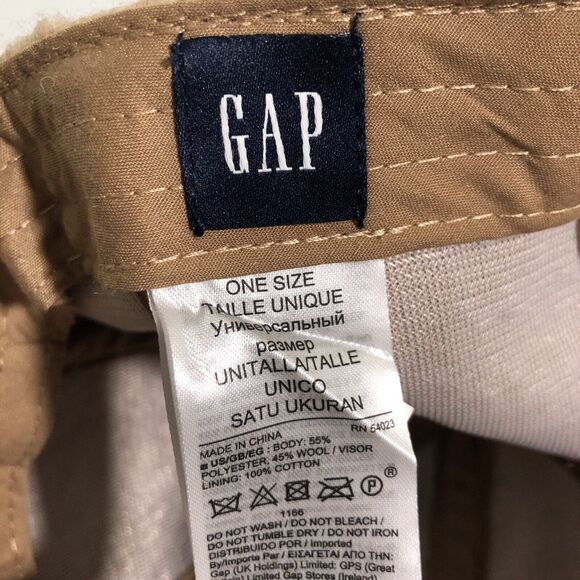 GAP
ONE SIZE
TAILLE UNIQUE
Универсальный
размер
UNITALLA/TALLE
UNICO
SATU UKURAN
RN 54023
MADE IN CHINA
US/GB/EG : BODY: 55%
POLYESTER, 45% WOOL / VISOR
LINING: 100% COTTON
P
1166
DO NOT WASH / DO NOT BLEACH /
DO NOT TUMBLE DRY / DO NOT IRON
DISTRIBUIDO POR / Imported
By/Importe Par / ΕΙΣΑΓΕΤΑΙ ΑΠΟ ΤΗΝ
Gap (UK Holdings) Limited: GPS (Great
Gap Stores (Ireland)